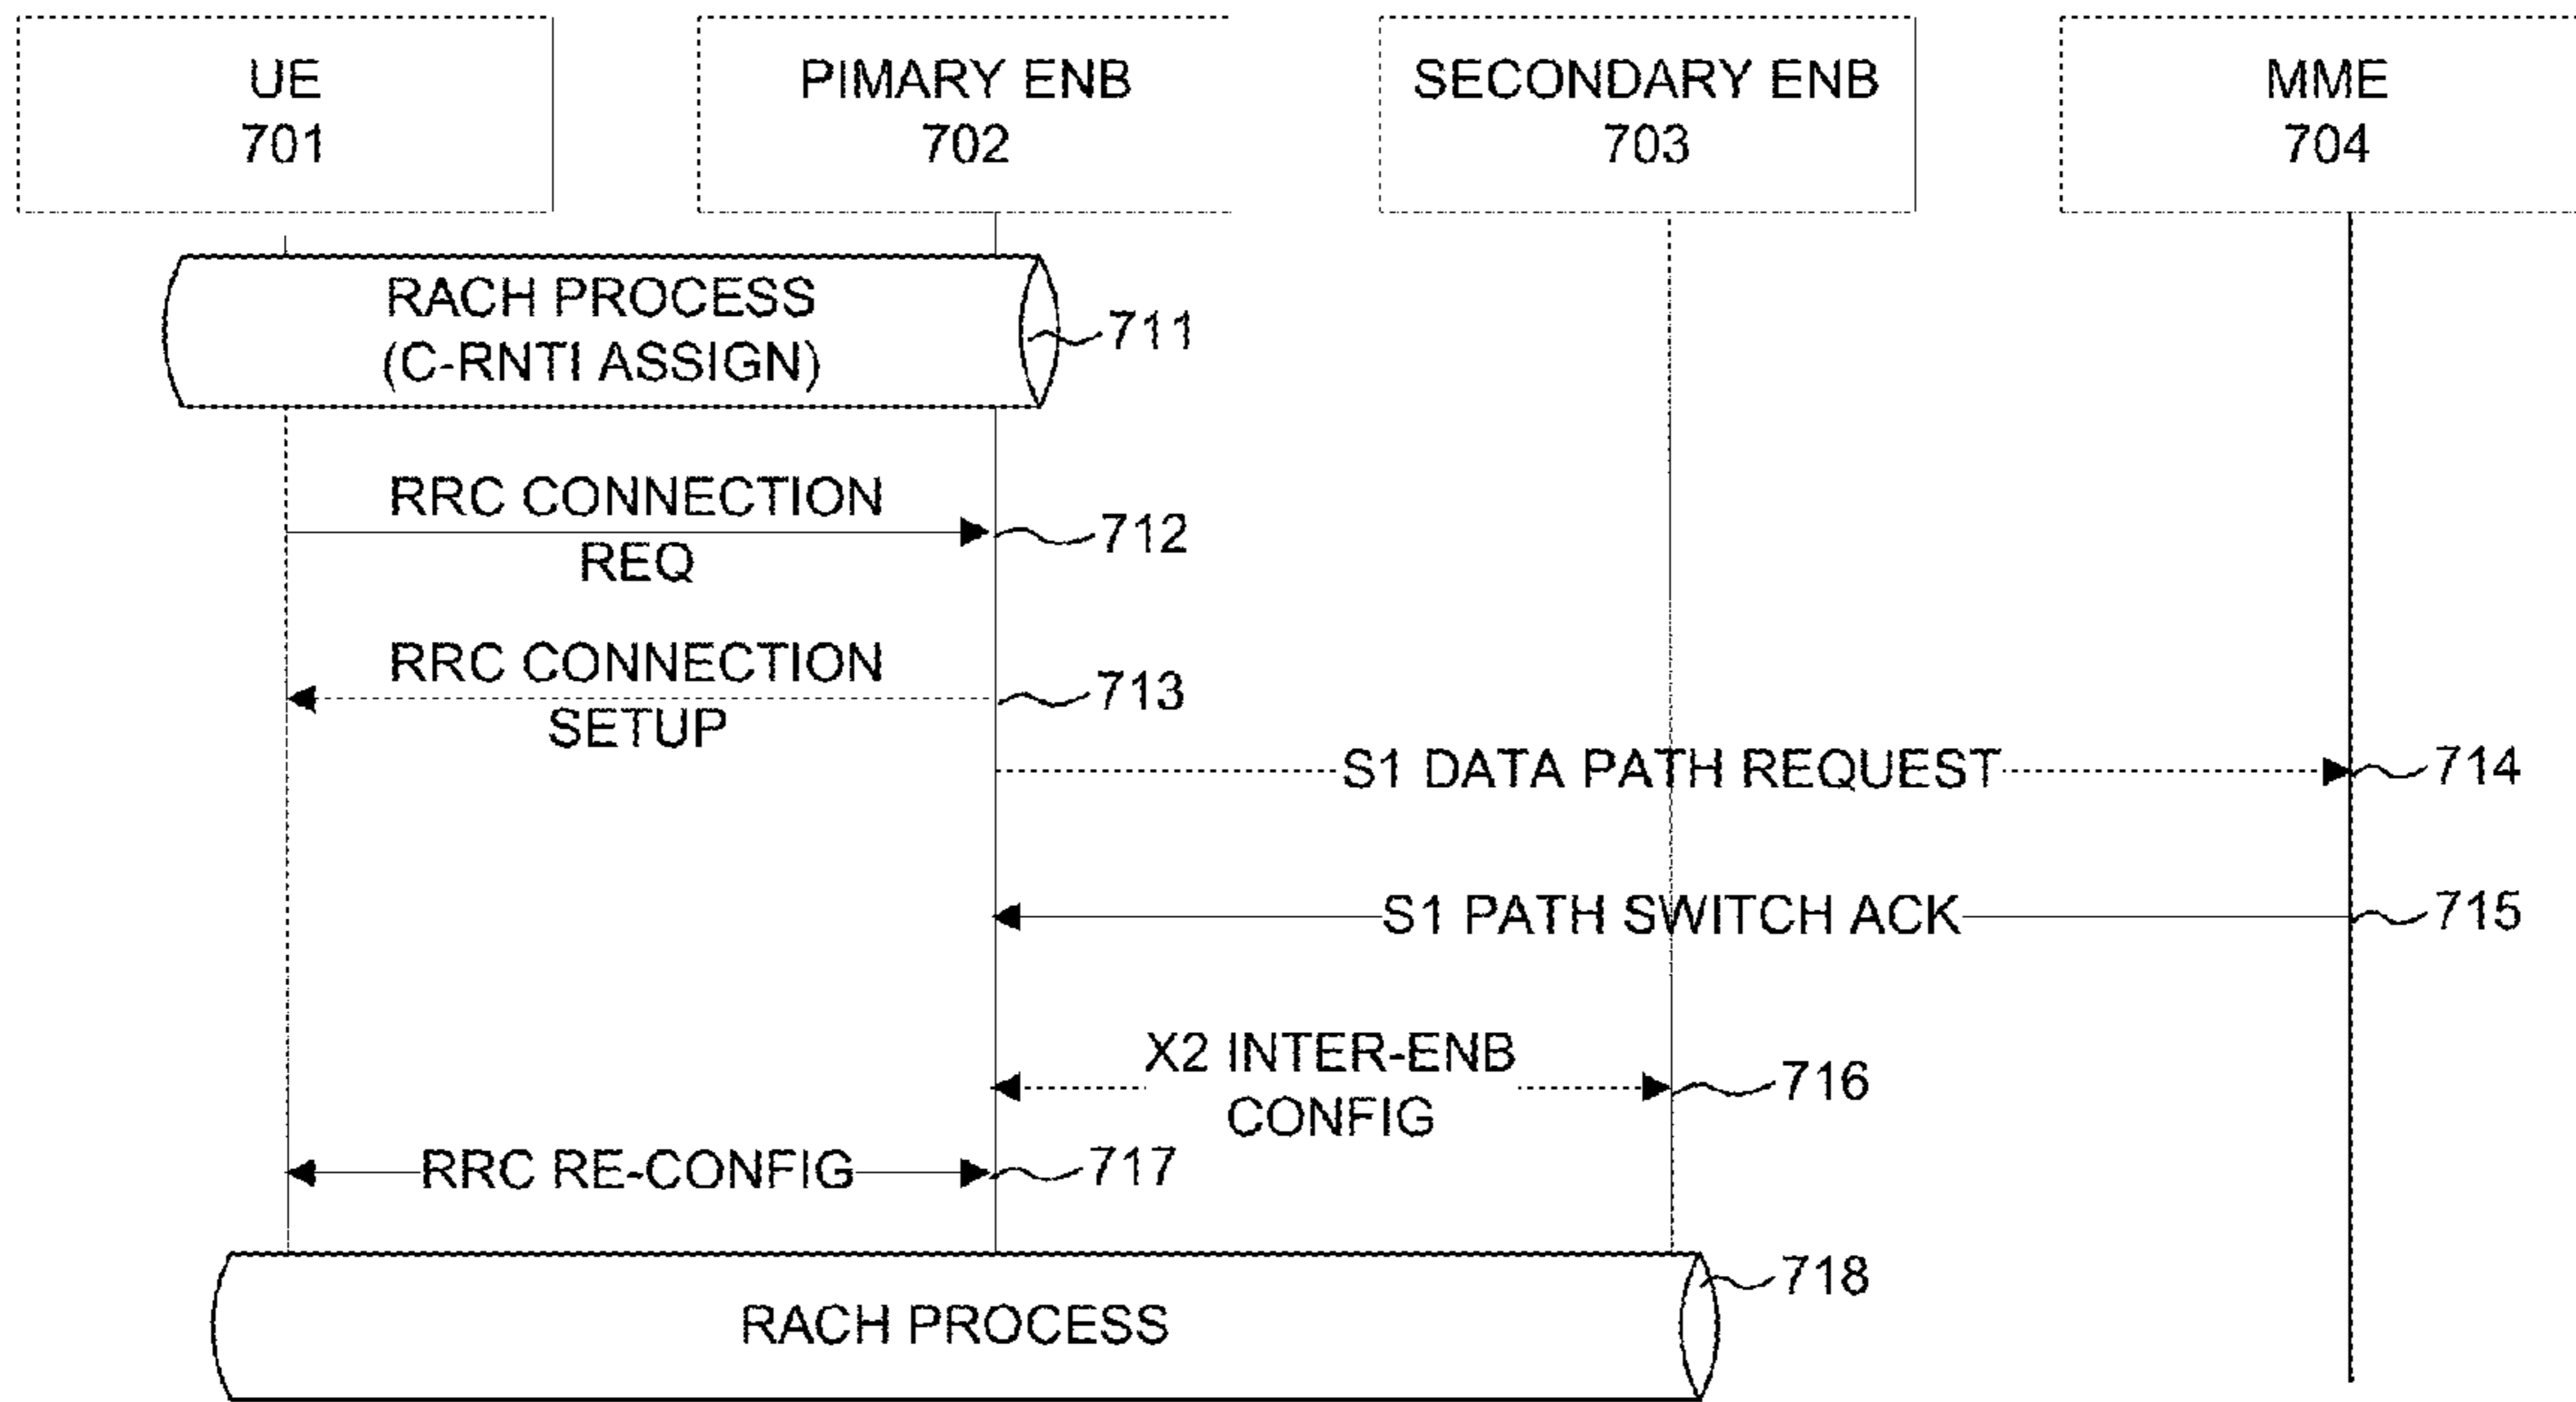 UE
701
PIMARY ENB
702
SECONDARY ENB
703
MME
704
RACH PROCESS
(C-RNTI ASSIGN)
711
RRC CONNECTION
REQ
712
RRC CONNECTION
SETUP
713
S1 DATA PATH REQUEST
714
S1 PATH SWITCH ACK
715
X2 INTER-ENB
CONFIG
716
RRC RE-CONFIG
717
RACH PROCESS
718